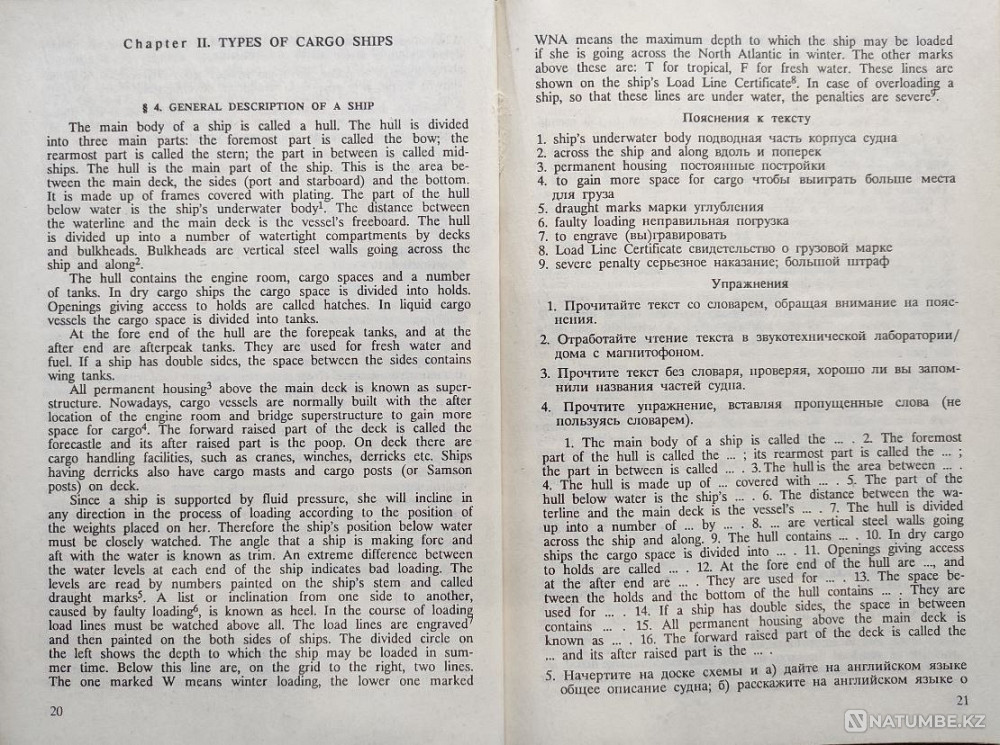 Chapter II. TYPES OF CARGO SHIPS
§ 4. GENERAL DESCRIPTION OF A SHIP
The main body of a ship is called a hull. The hull is divided
into three main parts: the foremost part is called the bow; the
rearmost part is called the stern; the part in between is called mid-
ships. The hull is the main part of the ship. This is the area be-
tween the main deck, the sides (port and starboard) and the bottom.
It is made up of frames covered with plating. The part of the hull
below water is the ship's underwater body¹. The distance between
the waterline and the main deck is the vessel's freeboard. The hull
is divided up into a number of watertight compartments by decks
and bulkheads. Bulkheads are vertical steel walls going across the
ship and along².
The hull contains the engine room, cargo spaces and a number
of tanks. In dry cargo ships the cargo space is divided into holds.
Openings giving access to holds are called hatches. In liquid cargo
vessels the cargo space is divided into tanks.
At the fore end of the hull are the forepeak tanks, and at the
after end are afterpeak tanks. They are used for fresh water and
fuel. If a ship has double sides, the space between the sides contains
wing tanks.
All permanent housing³ above the main deck is known as super-
structure. Nowadays, cargo vessels are normally built with the after
location of the engine room and bridge superstructure to gain more
space for cargo⁴. The forward raised part of the deck is called the
forecastle and its after raised part is the poop. On deck there are
cargo handling facilities, such as cranes, winches, derricks etc. Ships
having derricks also have cargo masts and cargo posts (or Samson
posts) on deck.
Since a ship is supported by fluid pressure, she will incline in
any direction in the process of loading according to the position of
the weights placed on her. Therefore the ship's position below water
must be closely watched. The angle that a ship is making fore and
aft with the water is known as trim. An extreme difference between
the water levels at each end of the ship indicates bad loading. The
levels are read by numbers painted on the ship's stem and called
draught marks⁵. A list or inclination from one side to another,
caused by faulty loading⁶, is known as heel. In the course of loading
load lines must be watched above all. The load lines are engraved⁷
and then painted on the both sides of ships. The divided circle on
the left shows the depth to which the ship may be loaded in sum-
mer time. Below this line are, on the grid to the right, two lines.
The one marked W means winter loading, the lower one marked
20
WNA means the maximum depth to which the ship may be loaded
if she is going across the North Atlantic in winter. The other marks
above these are: T for tropical, F for fresh water. These lines are
shown on the ship's Load Line Certificate⁸. In case of overloading a
ship, so that these lines are under water, the penalties are severe⁹.
Пояснения к тексту
1. ship's underwater body подводная часть корпуса судна
2. across the ship and along вдоль и поперек
3. permanent housing постоянные постройки
4. to gain more space for cargo чтобы выиграть больше места
для груза
5. draught marks марки углубления
6. faulty loading неправильная погрузка
7. to engrave (вы)гравировать
8. Load Line Certificate свидетельство о грузовой марке
9. severe penalty серьезное наказание; большой штраф
Упражнения
1. Прочитайте текст со словарем, обращая внимание на пояс-
нения.
2. Отработайте чтение текста в звукотехнической лаборатории/
дома с магнитофоном.
3. Прочтите текст без словаря, проверяя, хорошо ли вы запом-
нили названия частей судна.
4. Прочтите упражнение, вставляя пропущенные слова (не
пользуясь словарем).
1. The main body of a ship is called the ... . 2. The foremost
part of the hull is called the ... ; its rearmost part is called the ... ;
the part in between is called ... . 3. The hull is the area between ... .
4. The hull is made up of ... covered with ... . 5. The part of the
hull below water is the ship's ... . 6. The distance between the wa-
terline and the main deck is the vessel's ... . 7. The hull is divided
up into a number of ... by ... . 8. ... are vertical steel walls going
across the ship and along. 9. The hull contains ... . 10. In dry cargo
ships the cargo space is divided into ... . 11. Openings giving access
to holds are called ... . 12. At the fore end of the hull are ..., and
at the after end are ... . They are used for ... . 13. The space be-
tween the holds and the bottom of the hull contains ... . They are
used for ... . 14. If a ship has double sides, the space in between
contains ... . 15. All permanent housing above the main deck is
known as ... . 16. The forward raised part of the deck is called the
... and its after raised part is the ... .
5. Начертите на доске схемы и а) дайте на английском языке
общее описание судна; б) расскажите на английском языке о
21
NATUMBE.KZ